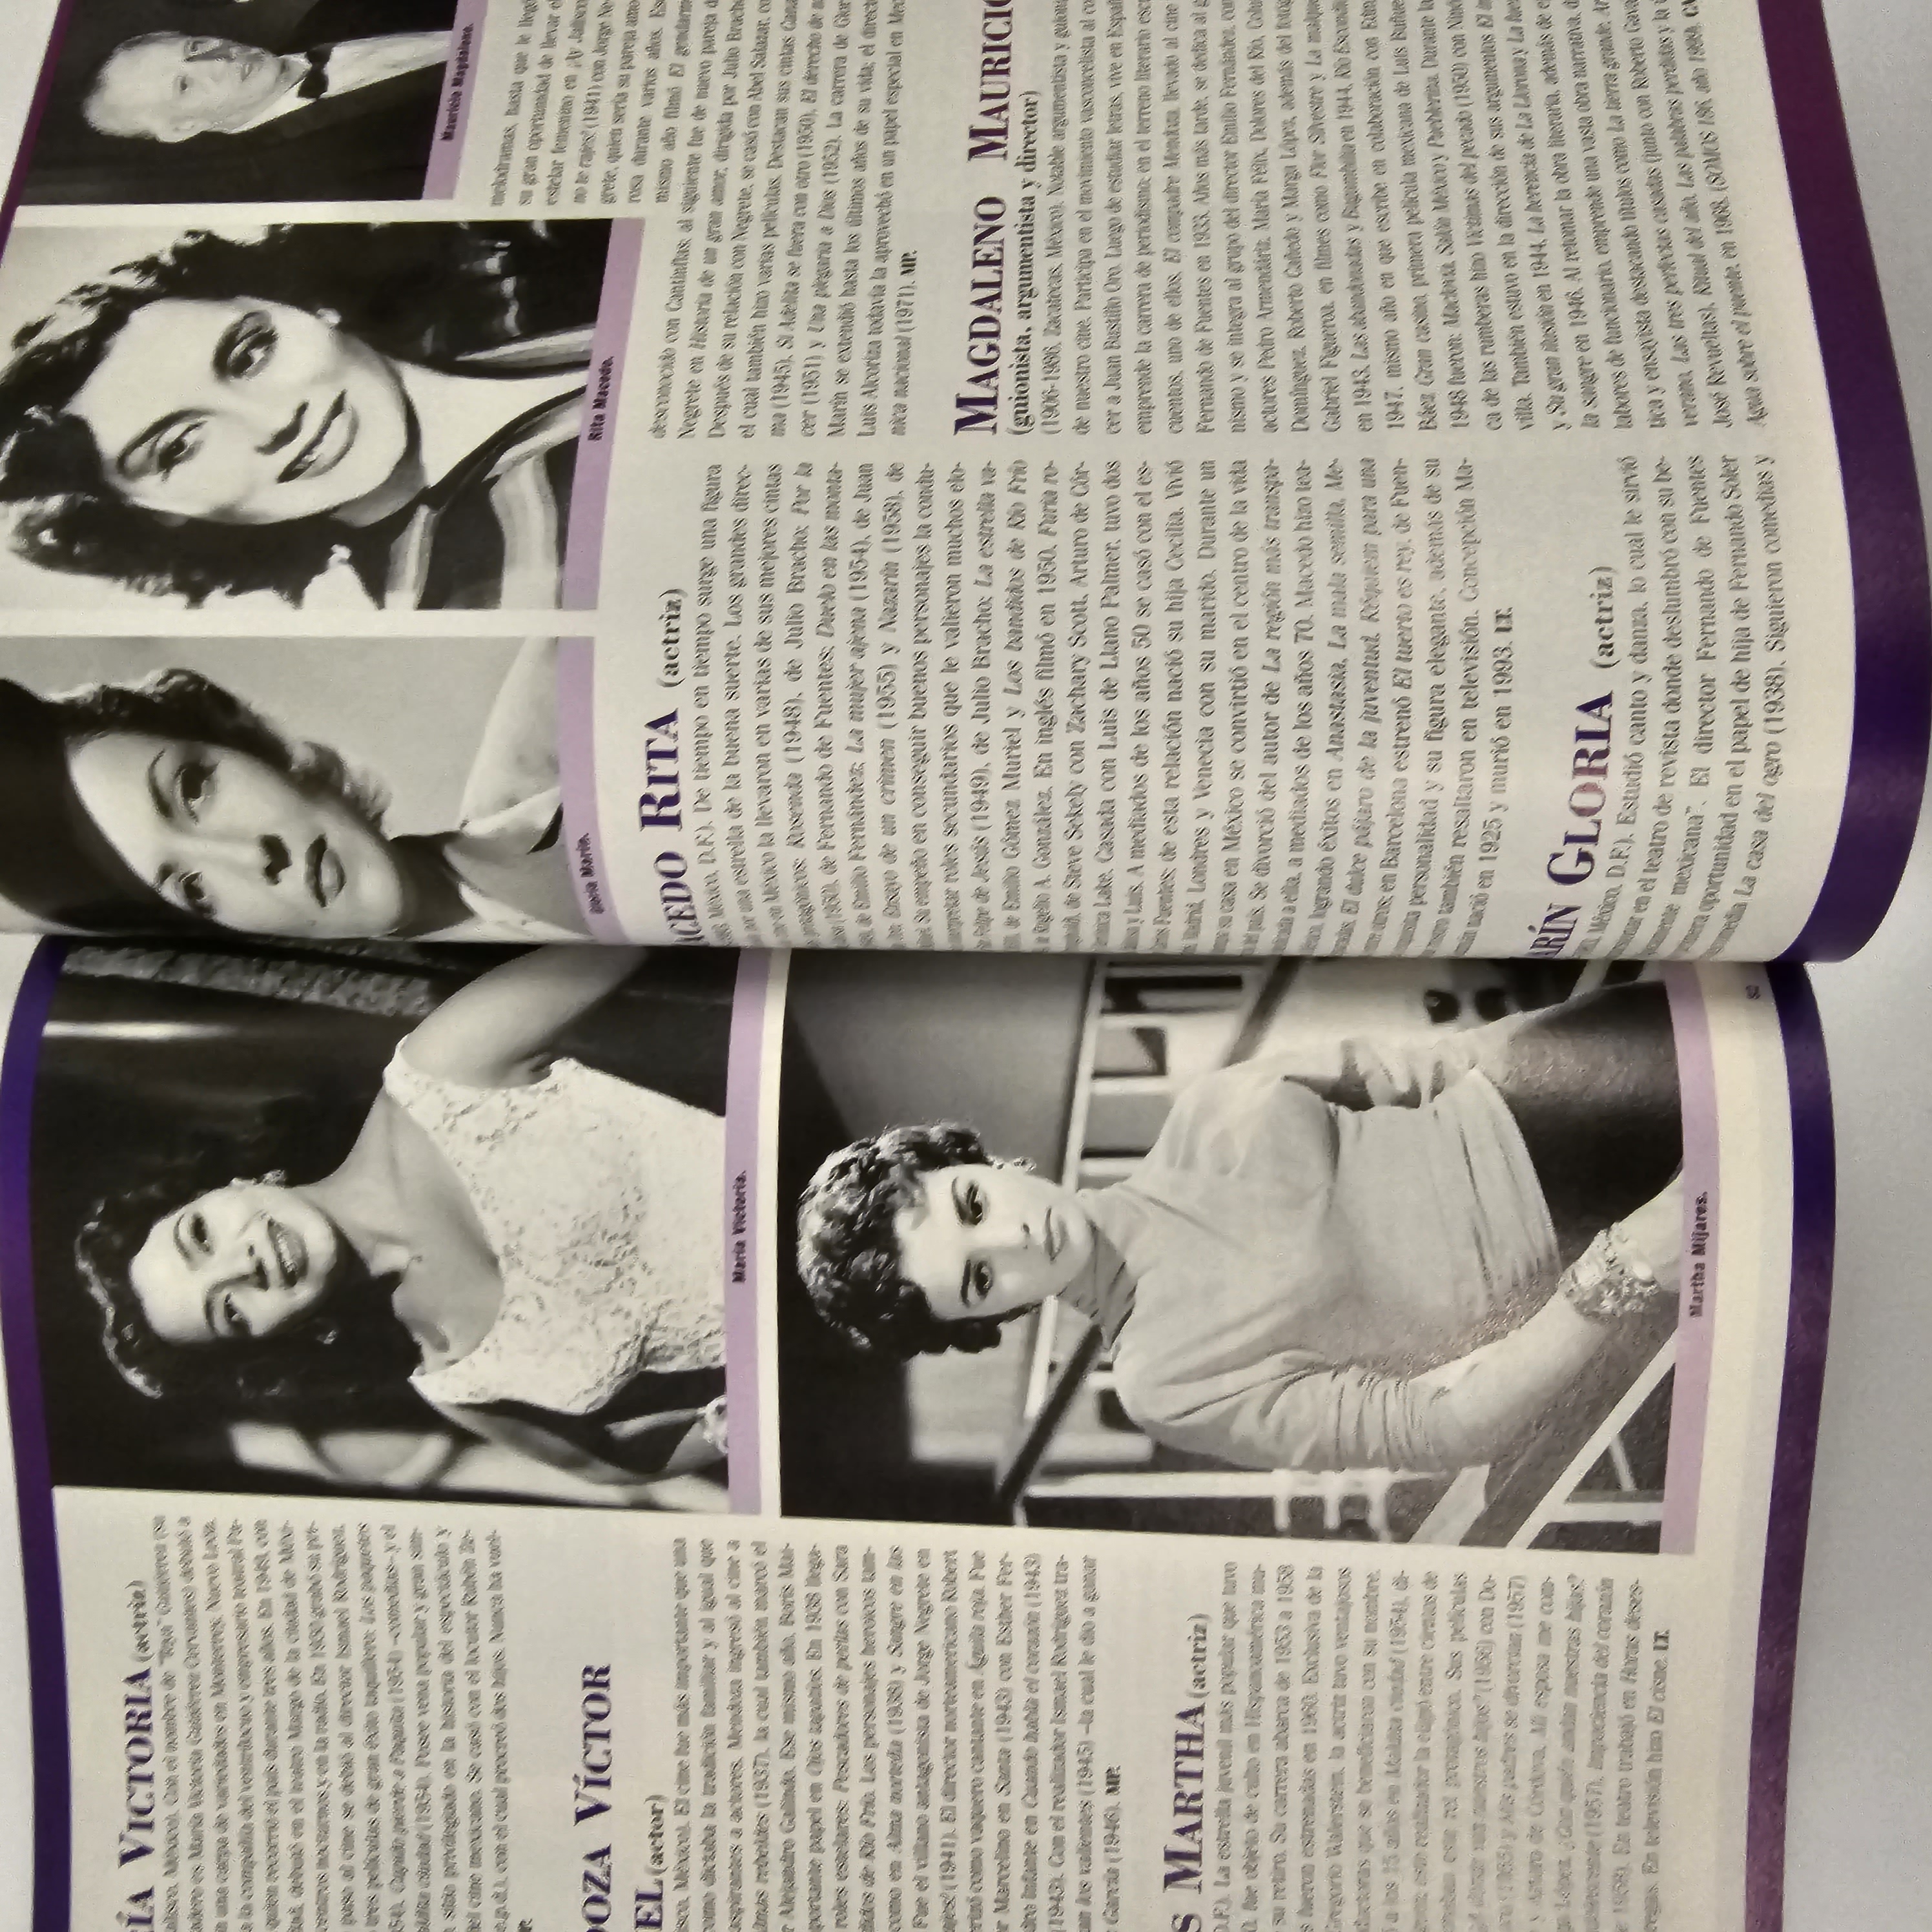 ÍA VICTORIA (actriz)
alisco, México). Con el nombre de "Toya" Gutiérrez (su
adero es María Victoria Gutiérrez Cervantes) debutó a
n una carpa de variedades en Monterrey, Nuevo León.
a la compañía del ventrílocuo y empresario teatral Pa-
quien recorrió el país durante tres años. En 1949, con
dad, debutó en el teatro Margo de la ciudad de Méxi-
centros nocturnos y en la radio. En 1950 grabó su pri-
paso al cine se debió al director Ismael Rodríguez,
tres películas de gran éxito taquillero: Los paquetes
54), Cupido pierde a Paquita (1954) –comedias– y el
aldita ciudad (1954). Posee vena popular y gran sim-
sitio privilegiado en la historia del espectáculo y
del cine mexicano. Se casó con el locutor Rubén Ze-
e.p.d.), con el cual procreó dos hijos. Nunca ha vuel-
MP.
DOZA VÍCTOR
EL (actor)
isco, México). El cine fue más importante que una
como dictaba la tradición familiar y al igual que
aspirantes a actores, Mendoza ingresó al cine a
lmas rebeldes (1937), la cual también marcó el
r Alejandro Galindo. Ese mismo año, Boris Mai-
portante papel en Ojos tapatíos. En 1938 llega-
roles estelares: Pescadores de perlas con Sara
didos de Río Frío. Los personajes heroicos tam-
como en Alma norteña (1938) y Sangre en las
Fue el villano antagonista de Jorge Negrete en
ajes! (1941). El director norteamericano Robert
erizó como vaquero cantante en Águila roja. Fue
r Marcelino en Santa (1943) con Esther Fer-
dro Infante en Cuando habla el corazón (1943)
(1943). Con el realizador Ismael Rodríguez tra-
an los valientes (1945) –la cual le dio a ganar
García (1946). MP.
S MARTHA (actriz)
D.F.). La estrella juvenil más popular que tuvo
0, fue objeto de culto en Hispanoamérica mu-
su retiro. Su carrera abarca de 1953 a 1958
s fueron estrenadas en 1960. Exclusiva de la
Gregorio Walerstein, la actriz tuvo ventajosos
ductoras que se beneficiaron con su nombre.
a los 15 años en Maldita ciudad (1954), di-
guez; este realizador la eligió entre cientos de
maban este rol protagónico. Sus películas
¿A dónde van nuestros hijos? (1956) con Do-
(1955) y Mis padres se divorcian (1957)
y Arturo de Córdova, Mi esposa me com-
ga López, ¿Con quién andan nuestras hijas?
adolescente (1957), Impaciencia del corazón
e 1958). En teatro trabajó en Horas deses-
regas. En televisión hizo El cisne. LT.
María Victoria.
Martha Mijares.
Gloria Marín.
Rita Macedo.
Mauricio Magdaleno.
ACEDO RITA (actriz)
México, D.F.). De tiempo en tiempo surge una figura
por una estrella de la buena suerte. Los grandes direc-
en México la llevaron en varias de sus mejores cintas
antagónicos: Rosenda (1948), de Julio Bracho; Por la
(1950), de Fernando de Fuentes; Duelo en las monta-
de Emilio Fernández; La mujer ajena (1954), de Juan
Ensayo de un crimen (1955) y Nazarín (1958), de
Su empeño en conseguir buenos personajes la condu-
interpretar roles secundarios que le valieron muchos elo-
Felipe de Jesús (1949), de Julio Bracho; La estrella va-
de Emilio Gómez Muriel y Los bandidos de Río Frío
Rogelio A. González. En inglés filmó en 1950, Furia ro-
de Steve Sekely con Zachary Scott, Arturo de Cór-
Lake. Casada con Luis de Llano Palmer, tuvo dos
y Luis. A mediados de los años 50 se casó con el es-
Carlos Fuentes; de esta relación nació su hija Cecilia. Vivió
Madrid, Londres y Venecia con su marido. Durante un
su casa en México se convirtió en el centro de la vida
del país. Se divorció del autor de La región más transpa-
dedicada a ella, a mediados de los años 70. Macedo hizo tea-
logrando éxitos en Anastasia, La mala semilla, Me-
El dulce pájaro de la juventud, Réquiem para una
entre otros; en Barcelona estrenó El tuerto es rey, de Fuen-
personalidad y su figura elegante, además de su
rostro también resaltaron en televisión. Concepción Ma-
nació en 1925 y murió en 1993. LT.
ARÍN GLORIA (actriz)
México, D.F.). Estudió canto y danza, lo cual le sirvió
en el teatro de revista donde deslumbró con su be-
mexicana". El director Fernando de Fuentes
primera oportunidad en el papel de hija de Fernando Soler
La casa del ogro (1938). Siguieron comedias y
melodramas, hasta que le llegó
su gran oportunidad de llevar el
estelar femenino en ¡Ay Jalisco
no te rajes! (1941) con Jorge Ne-
grete, quien sería su pareja amo-
rosa durante varios años. Ese
mismo año filmó El gendarme
desconocido con Cantinflas; al siguiente fue de nuevo pareja d
Negrete en Historia de un gran amor, dirigida por Julio Bracho
Después de su relación con Negrete, se casó con Abel Salazar, co
el cual también hizo varias películas. Destacan sus cintas Caná
ma (1945), Si Adelita se fuera con otro (1950), El derecho de na
cer (1951) y Una plegaria a Dios (1952). La carrera de Glor
Marín se extendió hasta los últimos años de su vida; el direct
Luis Alcoriza todavía la aprovechó en un papel especial en Mec
nica nacional (1971). MP.
MAGDALENO MAURICIO
(guionista, argumentista y director)
(1906-1986, Zacatecas, México). Notable argumentista y guioni
de nuestro cine. Participa en el movimiento vasconcelista al co
cer a Juan Bustillo Oro. Luego de estudiar letras, vive en Españ
emprende la carrera de periodismo; en el terreno literario escr
cuentos, uno de ellos, El compadre Mendoza, llevado al cine
Fernando de Fuentes en 1933. Años más tarde, se dedica al g
nismo y se integra al grupo del director Emilio Fernández, con
actores Pedro Armendáriz, María Félix, Dolores del Río, Colu
Domínguez, Roberto Cañedo y Marga López, además del fotóg
Gabriel Figueroa, en filmes como Flor Silvestre y La malque
en 1943, Las abandonadas y Bugambilia en 1944, Río Escondi
1947, mismo año en que escribe en colaboración con Edm
Báez Gran casino, primera película mexicana de Luis Buñue
1948 fueron: Maclovia, Salón México y Pueblerina. Durante la
ca de las rumberas hizo Víctimas del pecado (1950) con Ninó
villa. También estuvo en la dirección de sus argumentos El in
y Su gran ilusión en 1944, La herencia de La Llorona y La fue
la sangre en 1946. Al retomar la obra literaria, además de e
labores de funcionario, emprende una vasta obra narrativa, d
tica y ensayista destacando títulos como La tierra grande, Ar
verano, Las tres perfectas casadas (junto con Roberto Gava
José Revueltas), Ritual del año, Las palabras perdidas y la
Agua sobre el puente, en 1968. (SOMOS 186, año 1999). CA